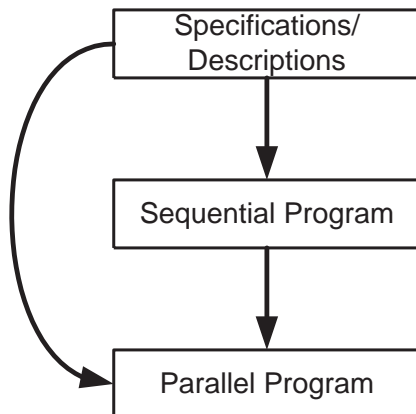 Specifications/
Descriptions
Sequential Program
Parallel Program